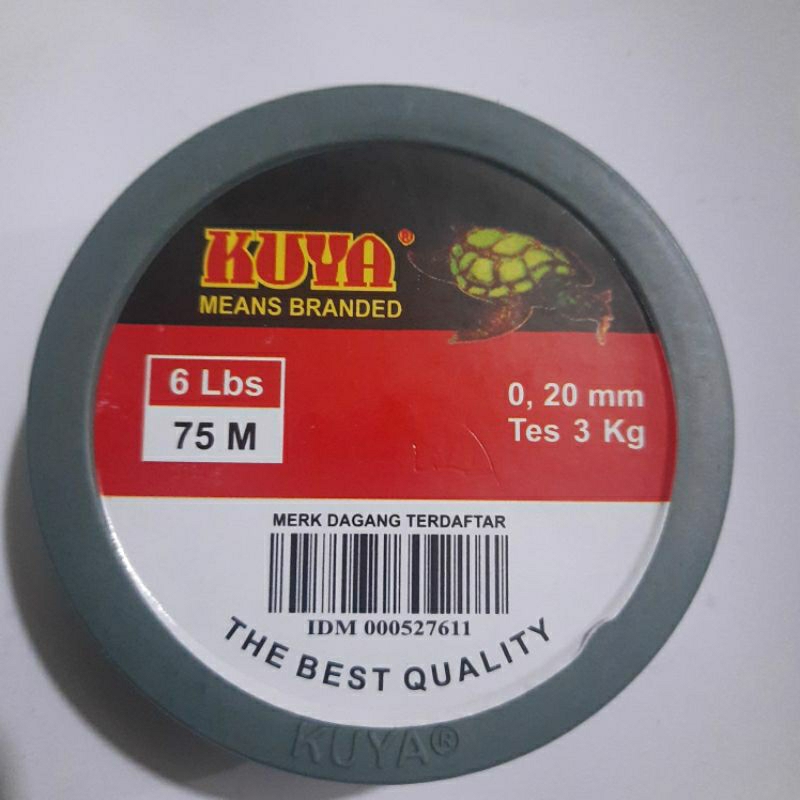 KUYA®
MEANS BRANDED
6 Lbs
75 M
0, 20 mm
Tes 3 Kg
MERK DAGANG TERDAFTAR
IDM 000527611
THE BEST QUALITY
KUYA®